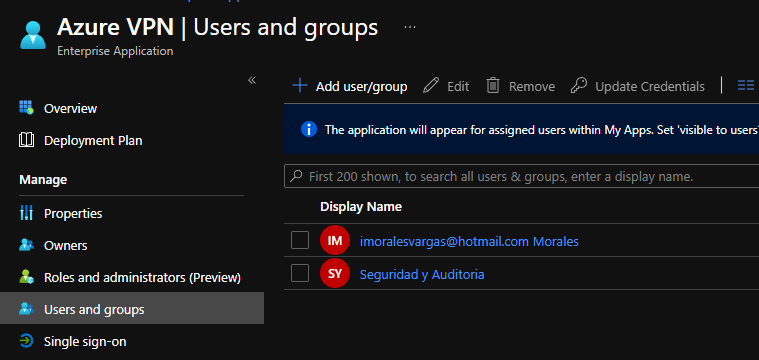 Azure VPN | Users and groups ...
Enterprise Application
«
Overview
Deployment Plan
Manage
Properties
Owners
Roles and administrators (Preview)
Users and groups
Single sign-on
+ Add user/group Edit Remove Update Credentials
The application will appear for assigned users within My Apps. Set 'visible to users'
First 200 shown, to search all users & groups, enter a display name.
Display Name
IM imoralesvargas@hotmail.com Morales
SY Seguridad y Auditoria